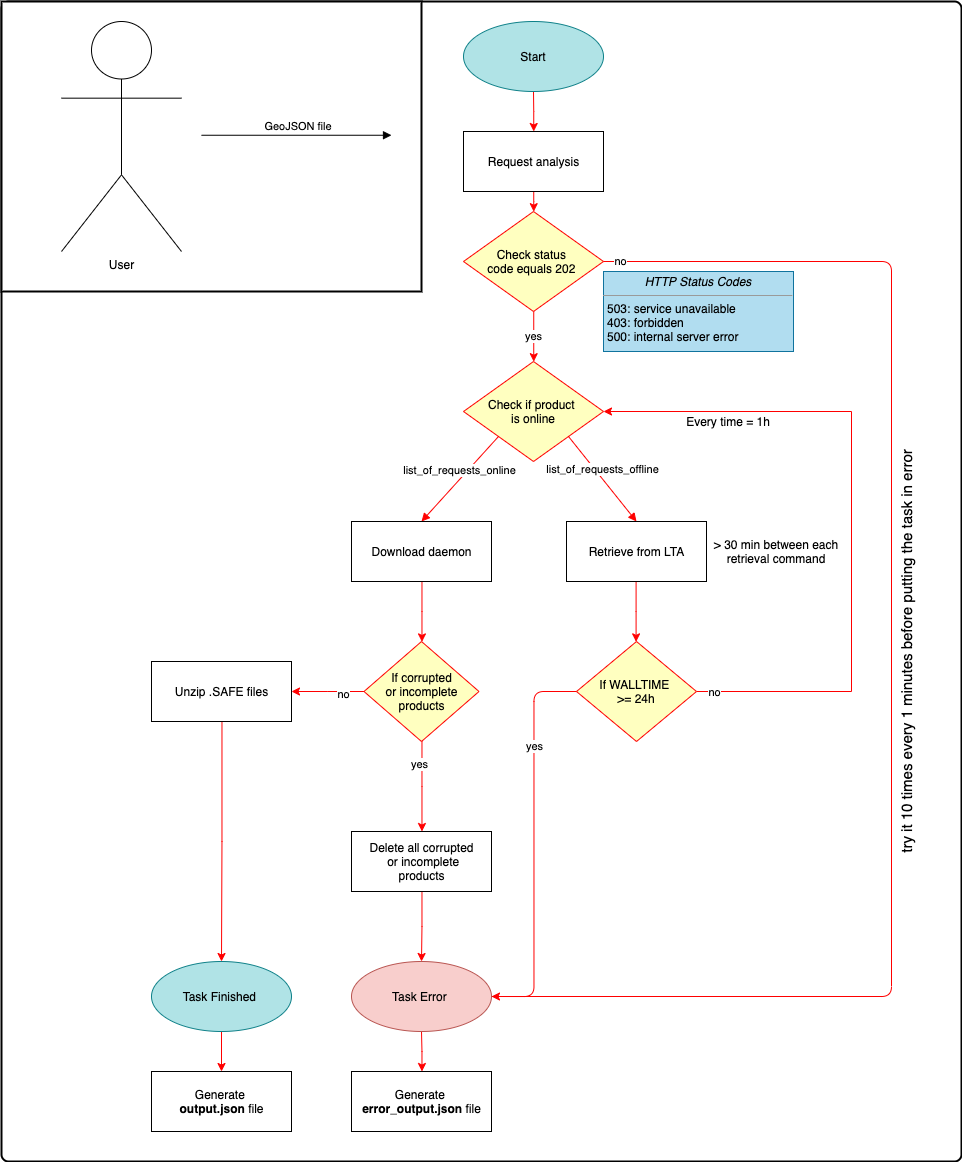 Start
GeoJSON file
Request analysis
User
Check status
code equals 202
no
HTTP Status Codes
503: service unavailable
403: forbidden
500: internal server error
yes
Check if product
is online
Every time = 1h
list_of_requests_online
list_of_requests_offline
Download daemon
Retrieve from LTA
> 30 min between each
retrieval command
try it 10 times every 1 minutes before putting the task in error
Unzip .SAFE files
no
If corrupted
or incomplete
products
If WALLTIME
>= 24h
no
yes
yes
Delete all corrupted
or incomplete
products
Task Finished
Task Error
Generate
output.json file
Generate
error_output.json file